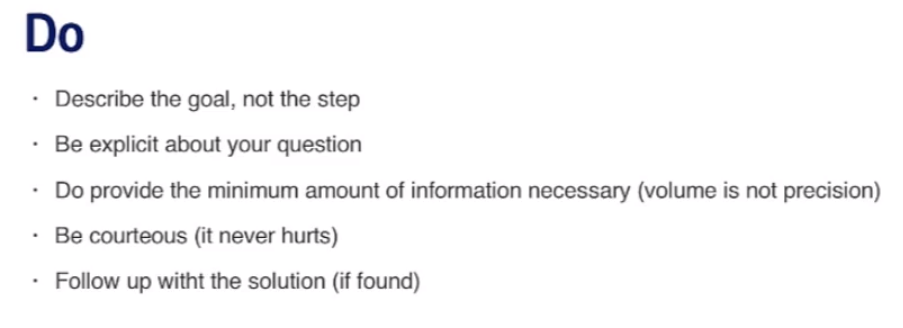 Do
· Describe the goal, not the step
· Be explicit about your question
· Do provide the minimum amount of information necessary (volume is not precision)
· Be courteous (it never hurts)
· Follow up witht the solution (if found)